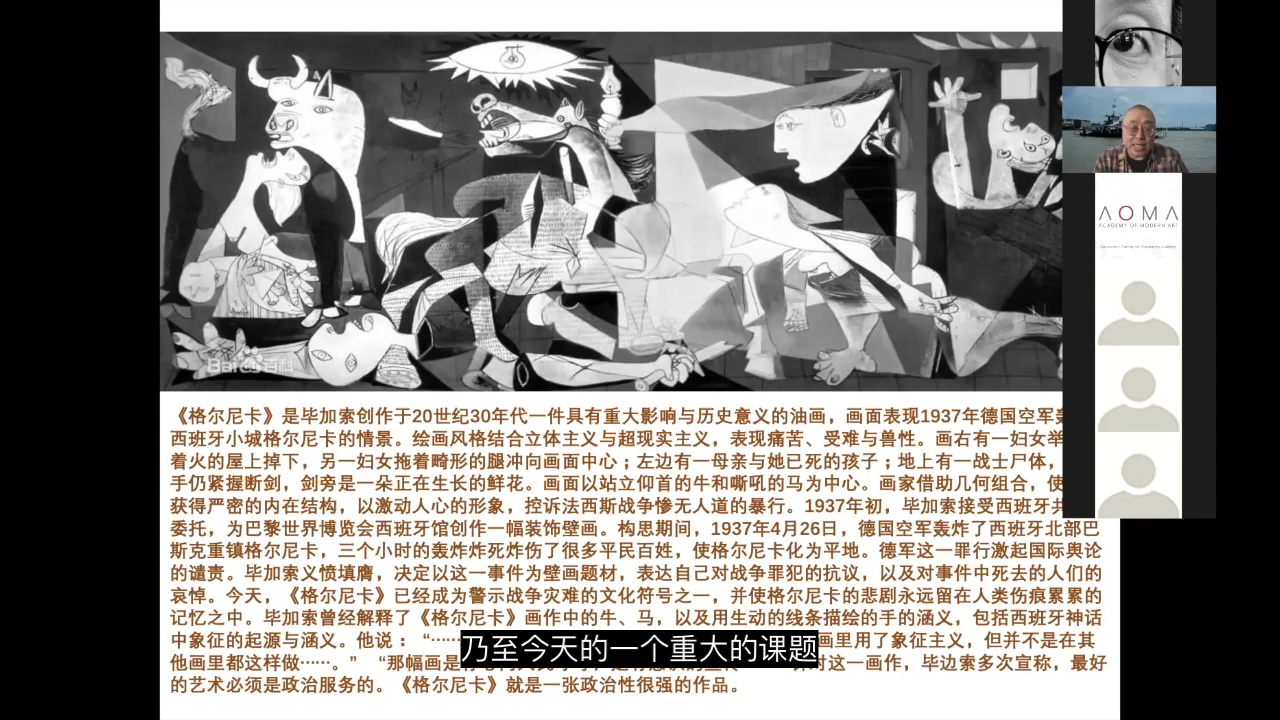 Bai 百科
AOMA
ACADEMY OF MODERN ART
《格尔尼卡》是毕加索创作于20世纪30年代一件具有重大影响与历史意义的油画，画面表现1937年德国空军
西班牙小城格尔尼卡的情景。绘画风格结合立体主义与超现实主义，表现痛苦、受难与兽性。画右有一妇女举
着火的屋上掉下，另一妇女拖着畸形的腿冲向画面中心；左边有一母亲与她已死的孩子；地上有一战士尸体，
手仍紧握断剑，剑旁是一朵正在生长的鲜花。画面以站立仰首的牛和嘶吼的马为中心。画家借助几何组合，使
获得严密的内在结构，以激动人心的形象，控诉法西斯战争惨无人道的暴行。1937年初，毕加索接受西班牙共
委托，为巴黎世界博览会西班牙馆创作一幅装饰壁画。构思期间，1937年4月26日，德国空军轰炸了西班牙北部巴
斯克重镇格尔尼卡，三个小时的轰炸炸死炸伤了很多平民百姓，使格尔尼卡化为平地。德军这一罪行激起国际舆论
的谴责。毕加索义愤填膺，决定以这一事件为壁画题材，表达自己对战争罪犯的抗议，以及对事件中死去的人们的
哀悼。今天，《格尔尼卡》已经成为警示战争灾难的文化符号之一，并使格尔尼卡的悲剧永远留在人类伤痕累累的
记忆之中。毕加索曾经解释了《格尔尼卡》画作中的牛、马，以及用生动的线条描绘的手的涵义，包括西班牙神话
中象征的起源与涵义。他说：“…… 画里用了象征主义，但并不是在其
他画里都这样做……。”“那幅画是 这一画作，毕边索多次宣称，最好
的艺术必须是政治服务的。《格尔尼卡》就是一张政治性很强的作品。
乃至今天的一个重大的课题